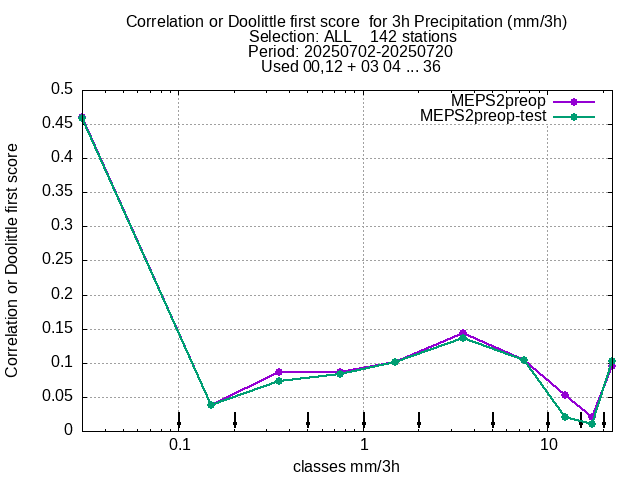 Correlation or Doolittle first score  for 3h Precipitation (mm/3h)
Selection: ALL    142 stations
Period: 20250702-20250720
Used 00,12 + 03 04 ... 36
MEPS2preop
MEPS2preop-test
Correlation or Doolittle first score
0.5
0.45
0.4
0.35
0.3
0.25
0.2
0.15
0.1
0.05
0
0.1 1 10
classes mm/3h